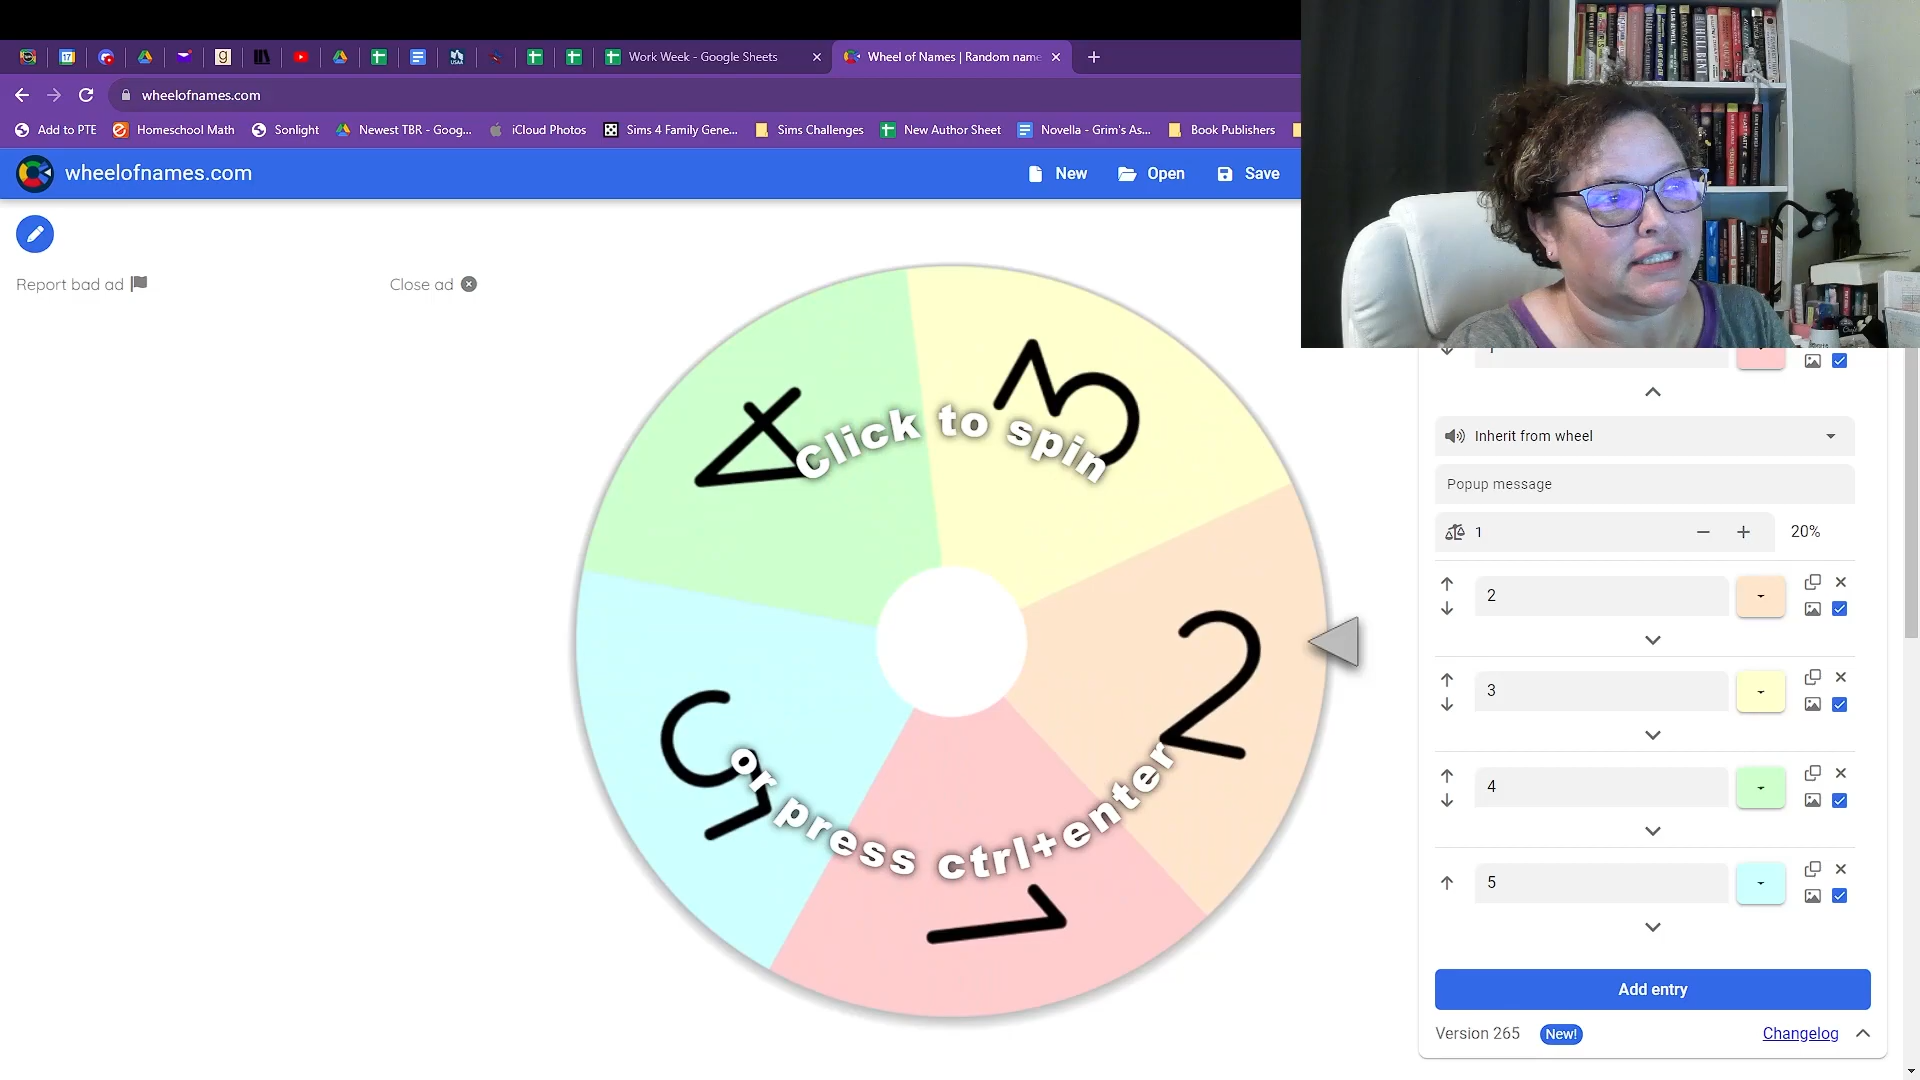 Work Week - Google Sheets
Wheel of Names | Random name
wheelofnames.com
Add to PTE
Homeschool Math
Sonlight
Newest TBR - Goog...
iCloud Photos
Sims 4 Family Gene...
Sims Challenges
New Author Sheet
Novella - Grim's As...
Book Publishers
wheelofnames.com
New
Open
Save
Report bad ad
Close ad
3
4
Click to spin
2
5
or press ctrl+enter
1
Inherit from wheel
Popup message
1
20%
2
3
4
5
Add entry
Version 265
New!
Changelog